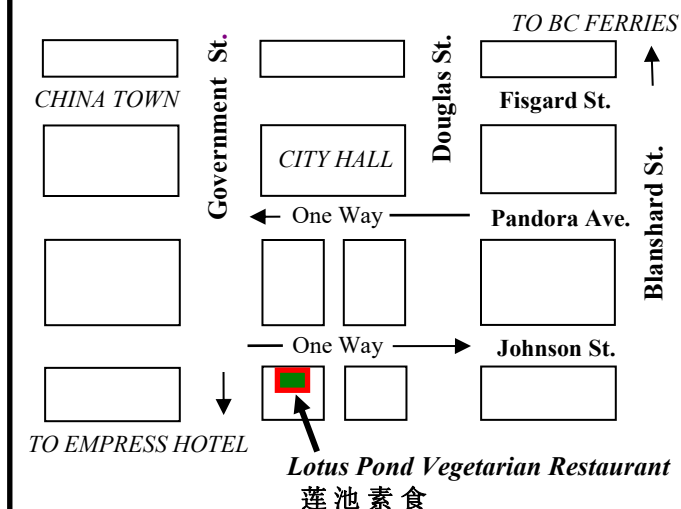 TO BC FERRIES
Government St.
Douglas St.
CHINA TOWN
Fisgard St.
CITY HALL
Blanshard St.
One Way
Pandora Ave.
One Way
Johnson St.
TO EMPRESS HOTEL
Lotus Pond Vegetarian Restaurant
莲池素食